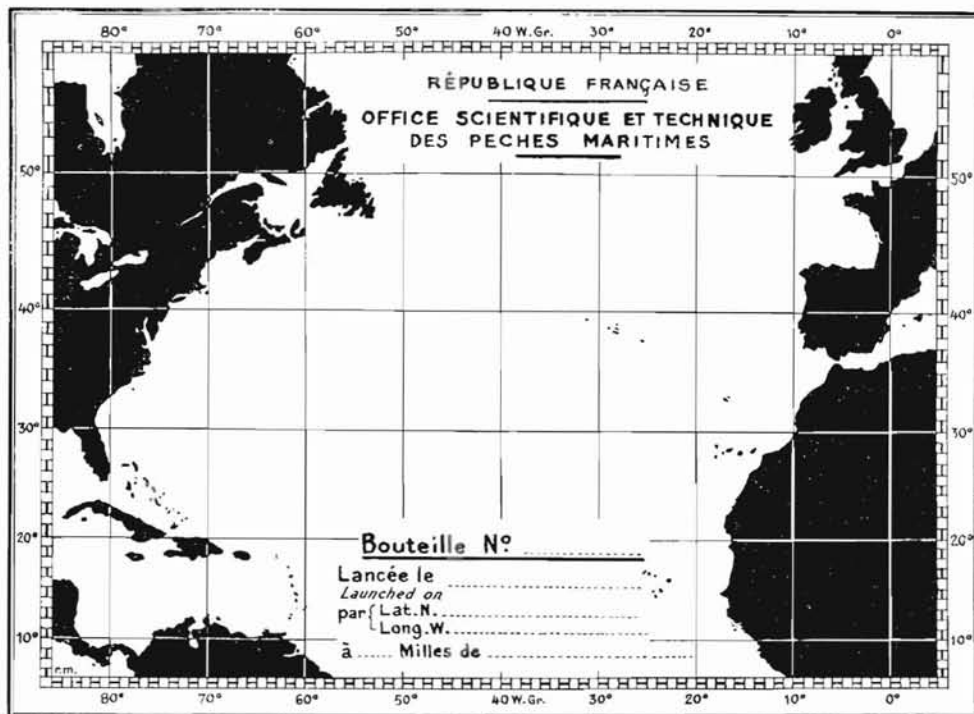 80° 70° 60° 50° 40 W.Gr. 30° 20° 10° 0°
RÉPUBLIQUE FRANÇAISE
OFFICE SCIENTIFIQUE ET TECHNIQUE
DES PECHES MARITIMES
50° 50°
40° 40°
30° 30°
20° 20°
Bouteille No.
Lancée le
Launched on
par { Lat. N.
Long. W.
10° 10°
à ..... Milles de
r.m.
80° 70° 60° 50° 40 W.Gr. 30° 20° 10° 0°